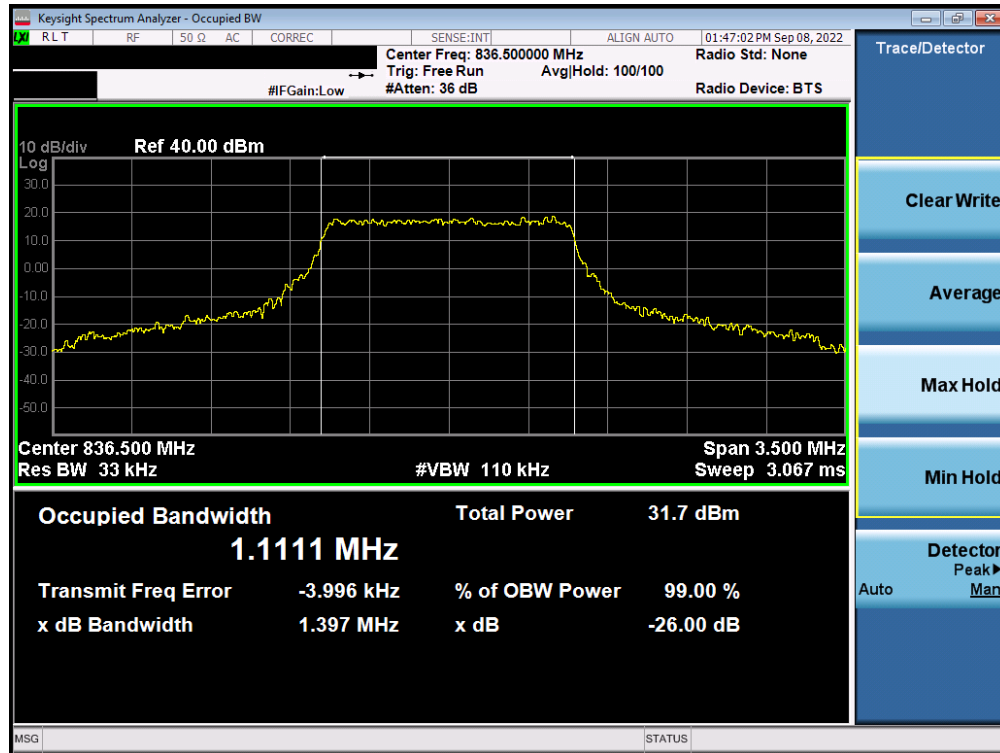 Keysight Spectrum Analyzer - Occupied BW
LXI RLT RF 50 Ω AC CORREC SENSE:INT ALIGN AUTO 01:47:02 PM Sep 08, 2022
Center Freq: 836.500000 MHz Radio Std: None
Trig: Free Run Avg|Hold: 100/100
#IFGain:Low #Atten: 36 dB Radio Device: BTS
10 dB/div Ref 40.00 dBm
Log
30.0
20.0
10.0
0.00
-10.0
-20.0
-30.0
-40.0
-50.0
Center 836.500 MHz Span 3.500 MHz
Res BW 33 kHz #VBW 110 kHz Sweep 3.067 ms
Occupied Bandwidth Total Power 31.7 dBm
1.1111 MHz
Transmit Freq Error -3.996 kHz % of OBW Power 99.00 %
x dB Bandwidth 1.397 MHz x dB -26.00 dB
MSG STATUS
Trace/Detector
Clear Write
Average
Max Hold
Min Hold
Detector
Peak▶
Auto Man